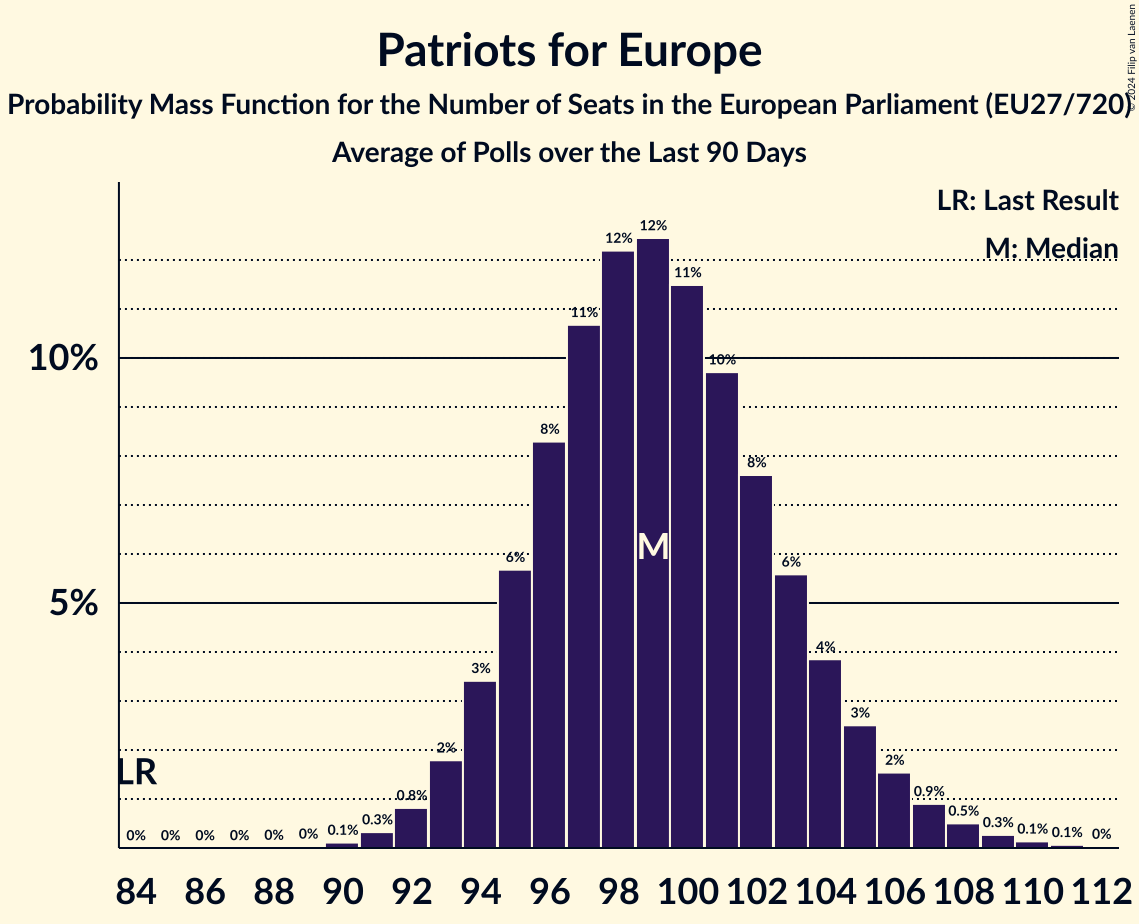 Patriots for Europe
Probability Mass Function for the Number of Seats in the European Parliament (EU27/720)
Average of Polls over the Last 90 Days
© 2024 Filip van Laenen
LR: Last Result
M: Median
10%
5%
LR
M
0% 0% 0% 0% 0% 0% 0.1% 0.3% 0.8% 2% 3% 6% 8% 11% 12% 12% 11% 10% 8% 6% 4% 3% 2% 0.9% 0.5% 0.3% 0.1% 0.1% 0%
84 86 88 90 92 94 96 98 100 102 104 106 108 110 112